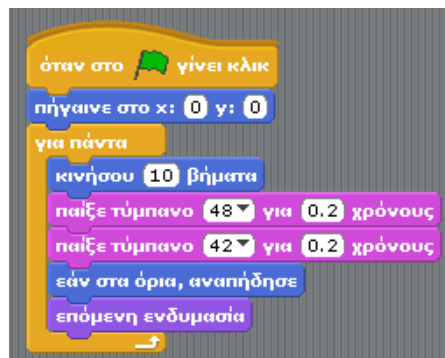 όταν στο γίνει κλικ
πήγαινε στο x: 0 y: 0
για πάντα
κινήσου 10 βήματα
παίξε τύμπανο 48 για 0.2 χρόνους
παίξε τύμπανο 42 για 0.2 χρόνους
εάν στα όρια, αναπήδησε
επόμενη ενδυμασία